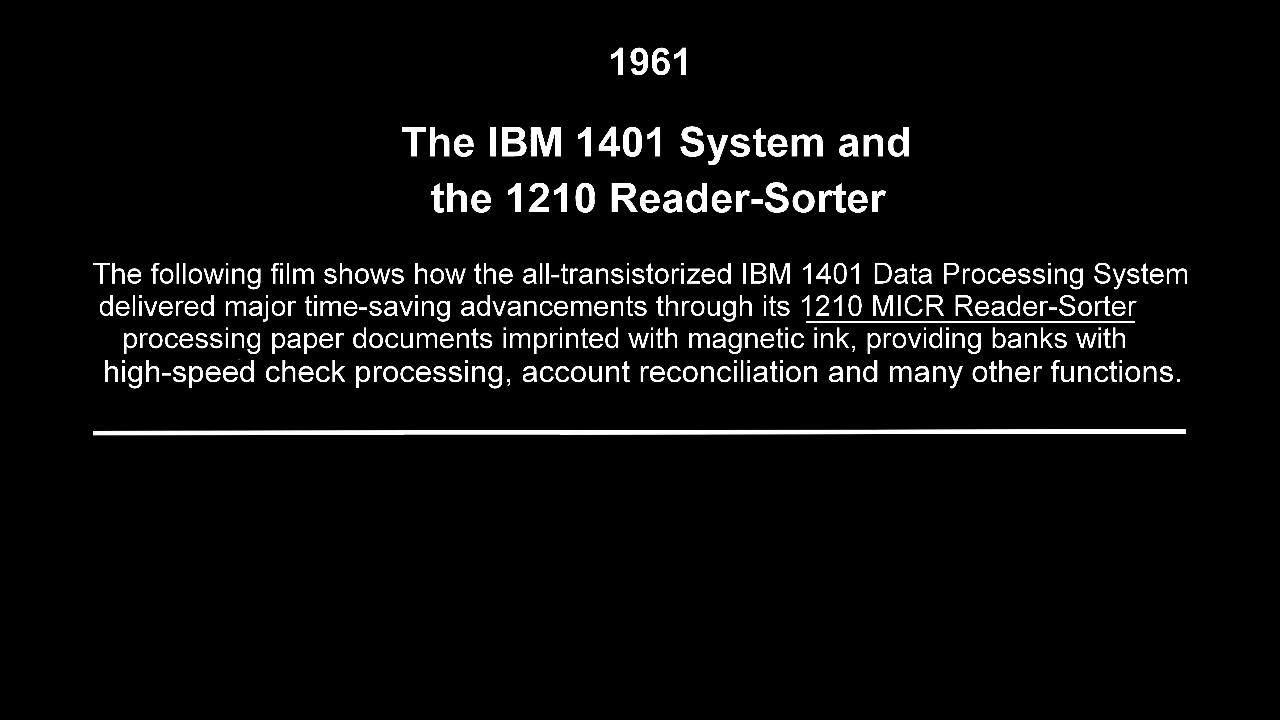 1961
The IBM 1401 System and
the 1210 Reader-Sorter
The following film shows how the all-transistorized IBM 1401 Data Processing System
delivered major time-saving advancements through its 1210 MICR Reader-Sorter
processing paper documents imprinted with magnetic ink, providing banks with
high-speed check processing, account reconciliation and many other functions.